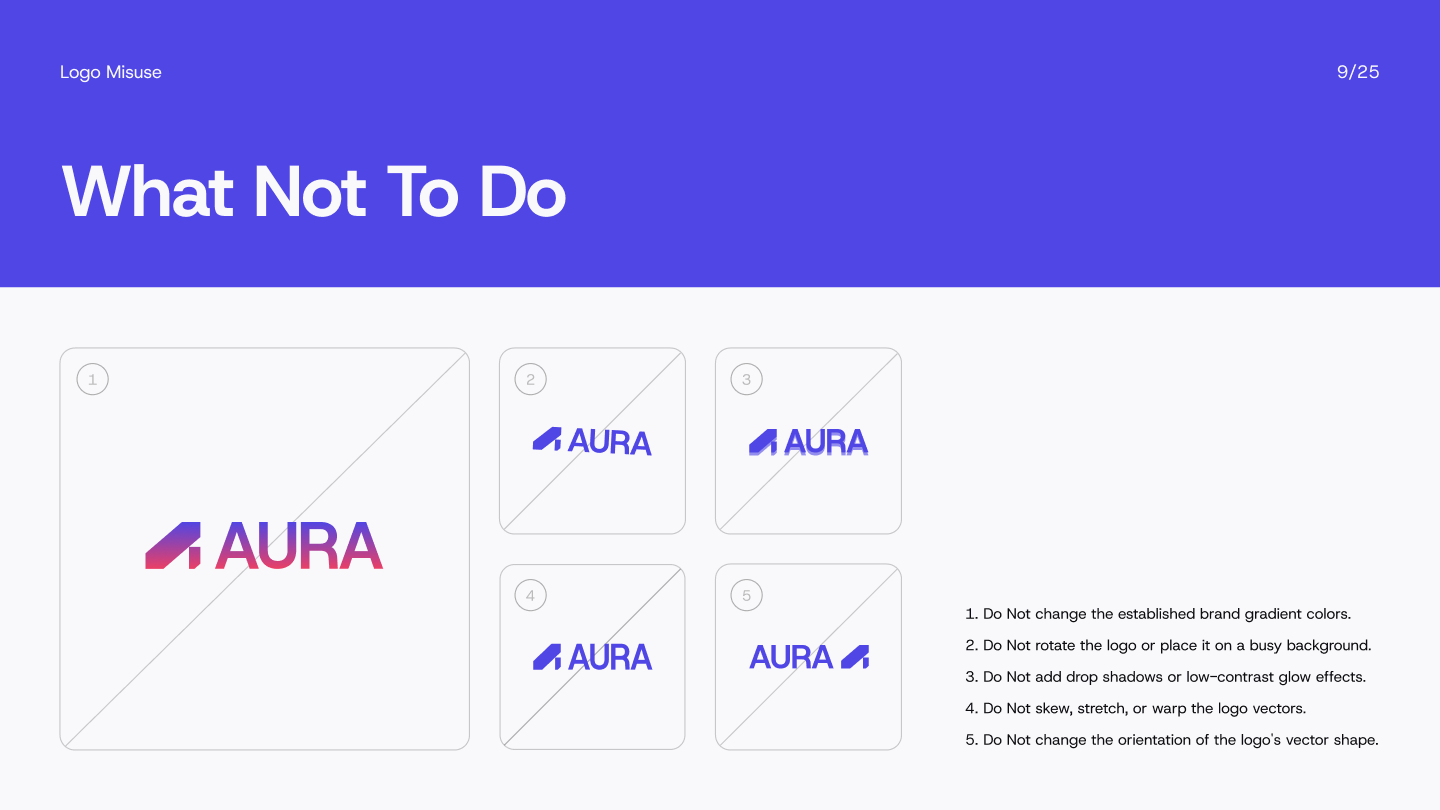 Logo Misuse
9/25
What Not To Do
1
AURA
2
AURA
3
AURA
4
AURA
5
AURA
1. Do Not change the established brand gradient colors.
2. Do Not rotate the logo or place it on a busy background.
3. Do Not add drop shadows or low-contrast glow effects.
4. Do Not skew, stretch, or warp the logo vectors.
5. Do Not change the orientation of the logo's vector shape.